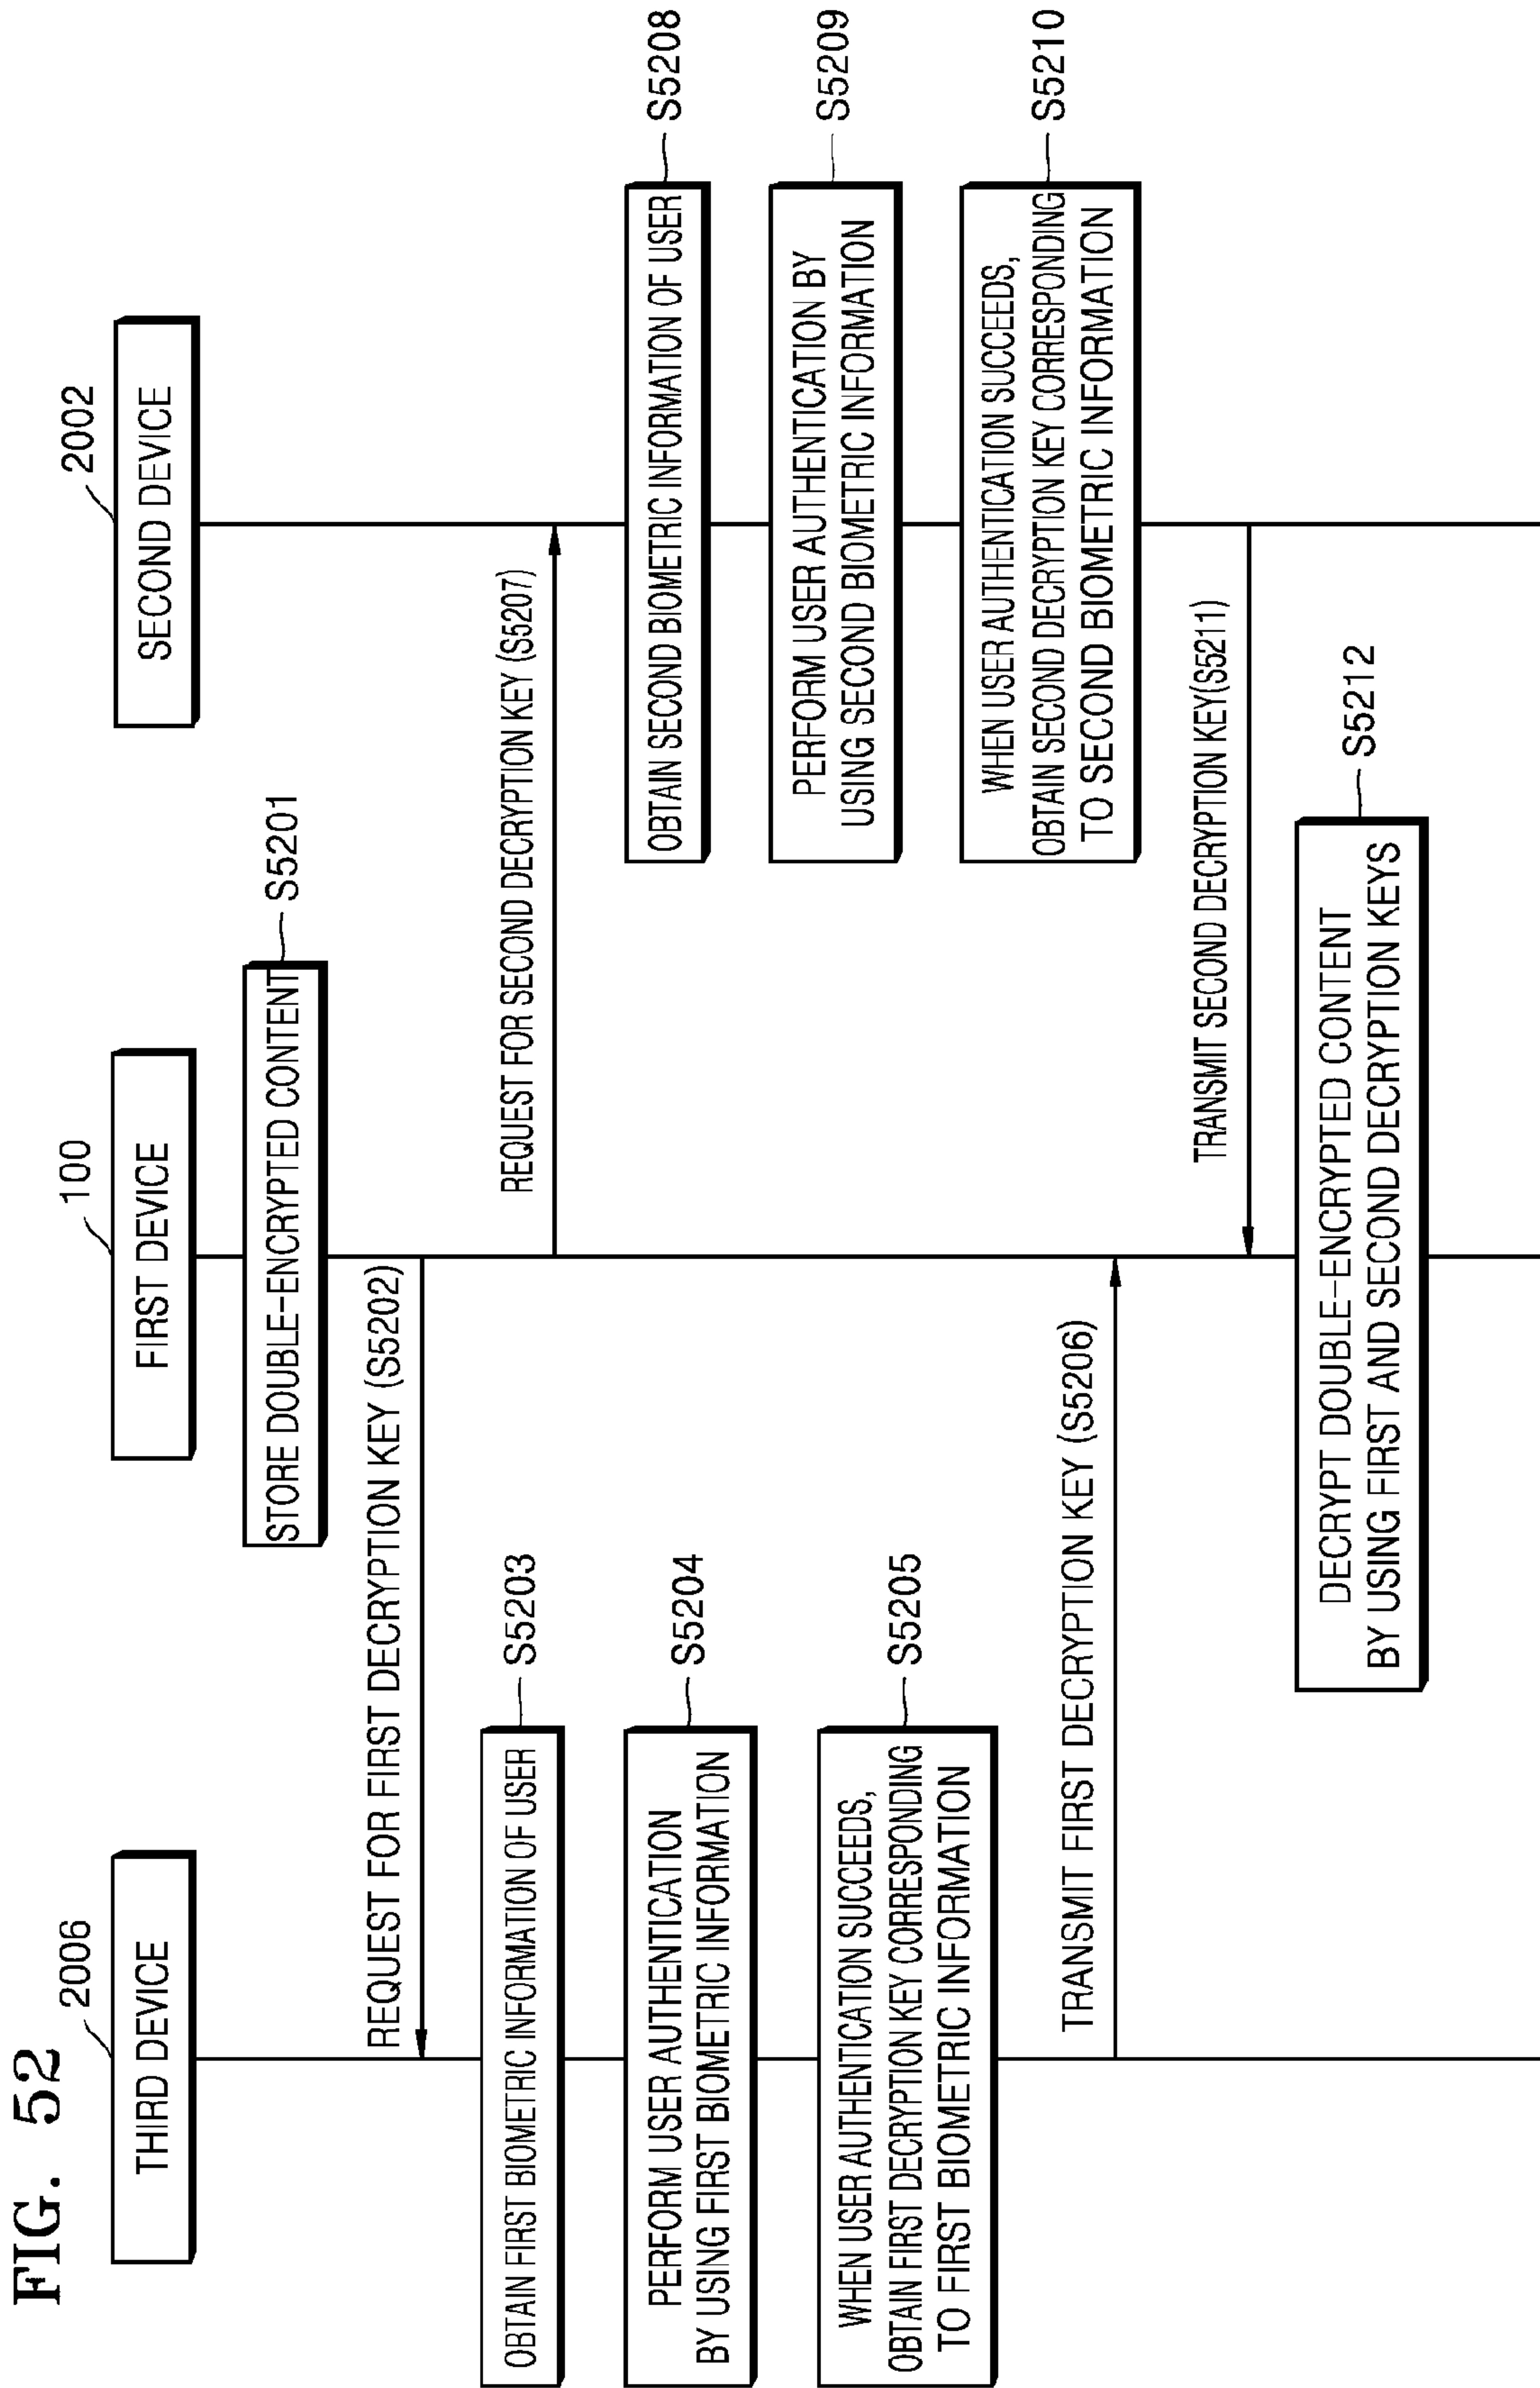 FIG. 52
2006
100
2002
THIRD DEVICE
FIRST DEVICE
SECOND DEVICE
STORE DOUBLE-ENCRYPTED CONTENT
S5201
REQUEST FOR FIRST DECRYPTION KEY (S5202)
OBTAIN FIRST BIOMETRIC INFORMATION OF USER
S5203
REQUEST FOR SECOND DECRYPTION KEY (S5207)
PERFORM USER AUTHENTICATION
BY USING FIRST BIOMETRIC INFORMATION
S5204
OBTAIN SECOND BIOMETRIC INFORMATION OF USER
S5208
WHEN USER AUTHENTICATION SUCCEEDS,
OBTAIN FIRST DECRYPTION KEY CORRESPONDING
TO FIRST BIOMETRIC INFORMATION
S5205
PERFORM USER AUTHENTICATION BY
USING SECOND BIOMETRIC INFORMATION
S5209
WHEN USER AUTHENTICATION SUCCEEDS,
OBTAIN SECOND DECRYPTION KEY CORRESPONDING
TO SECOND BIOMETRIC INFORMATION
S5210
TRANSMIT FIRST DECRYPTION KEY (S5206)
TRANSMIT SECOND DECRYPTION KEY(S5211)
DECRYPT DOUBLE-ENCRYPTED CONTENT
BY USING FIRST AND SECOND DECRYPTION KEYS
S5212